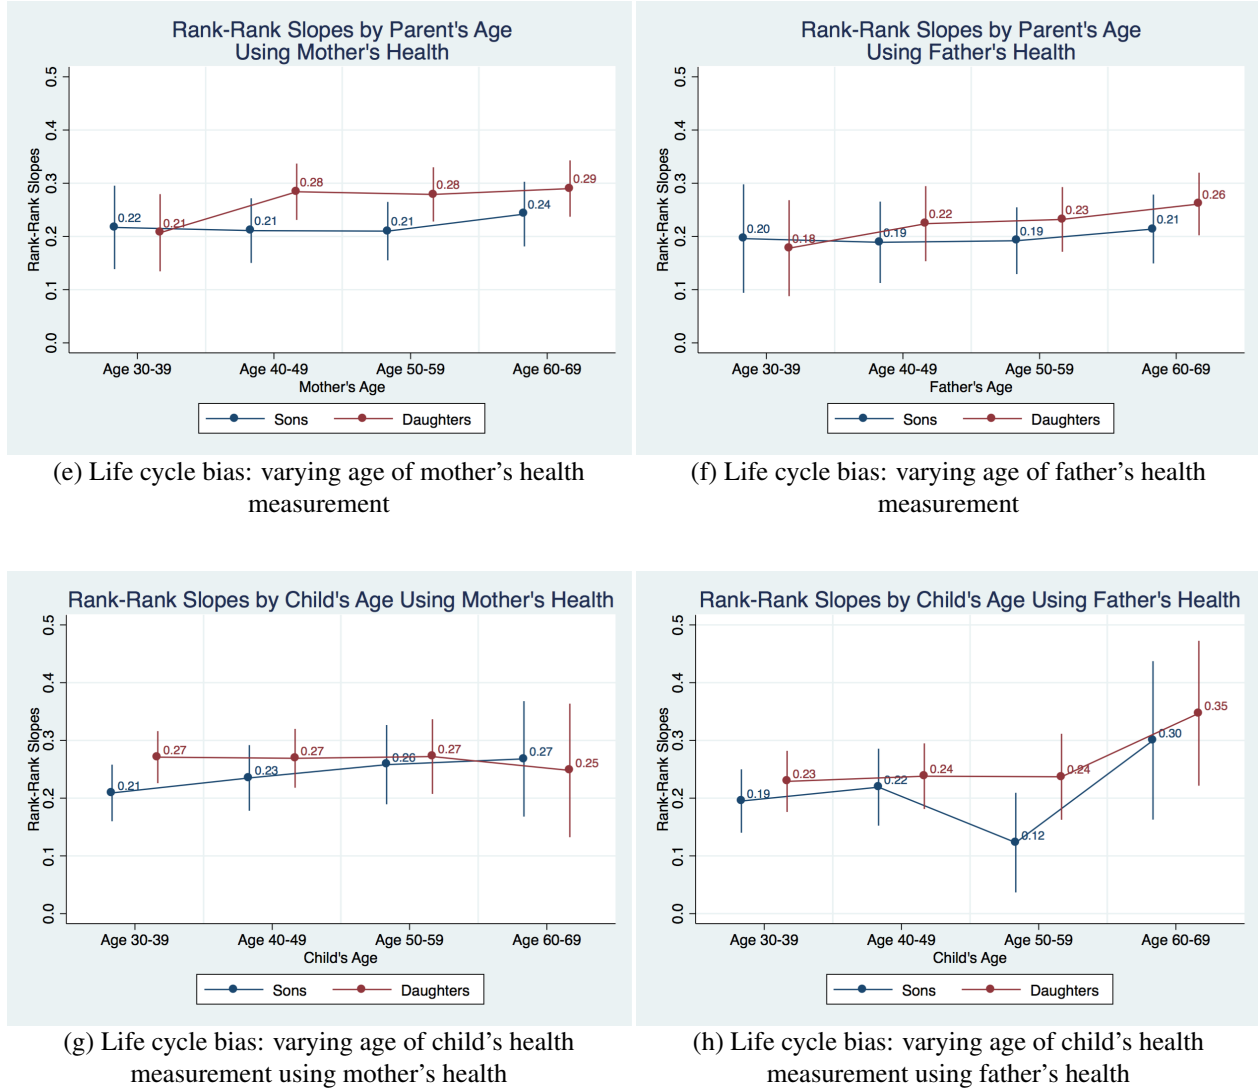 Rank-Rank Slopes by Parent's Age
Using Mother's Health
0.5
0.4
0.3
0.2
0.1
0.0
Rank-Rank Slopes
0.22
0.21
0.21
0.28
0.21
0.28
0.24
0.29
Age 30-39
Age 40-49
Age 50-59
Age 60-69
Mother's Age
Sons
Daughters
(e) Life cycle bias: varying age of mother's health
measurement
Rank-Rank Slopes by Parent's Age
Using Father's Health
0.5
0.4
0.3
0.2
0.1
0.0
Rank-Rank Slopes
0.20
0.18
0.19
0.22
0.19
0.23
0.21
0.26
Age 30-39
Age 40-49
Age 50-59
Age 60-69
Father's Age
Sons
Daughters
(f) Life cycle bias: varying age of father's health
measurement
Rank-Rank Slopes by Child's Age Using Mother's Health
0.5
0.4
0.3
0.2
0.1
0.0
Rank-Rank Slopes
0.21
0.27
0.23
0.27
0.26
0.27
0.27
0.25
Age 30-39
Age 40-49
Age 50-59
Age 60-69
Child's Age
Sons
Daughters
(g) Life cycle bias: varying age of child's health
measurement using mother's health
Rank-Rank Slopes by Child's Age Using Father's Health
0.5
0.4
0.3
0.2
0.1
0.0
Rank-Rank Slopes
0.19
0.23
0.22
0.24
0.12
0.24
0.30
0.35
Age 30-39
Age 40-49
Age 50-59
Age 60-69
Child's Age
Sons
Daughters
(h) Life cycle bias: varying age of child's health
measurement using father's health